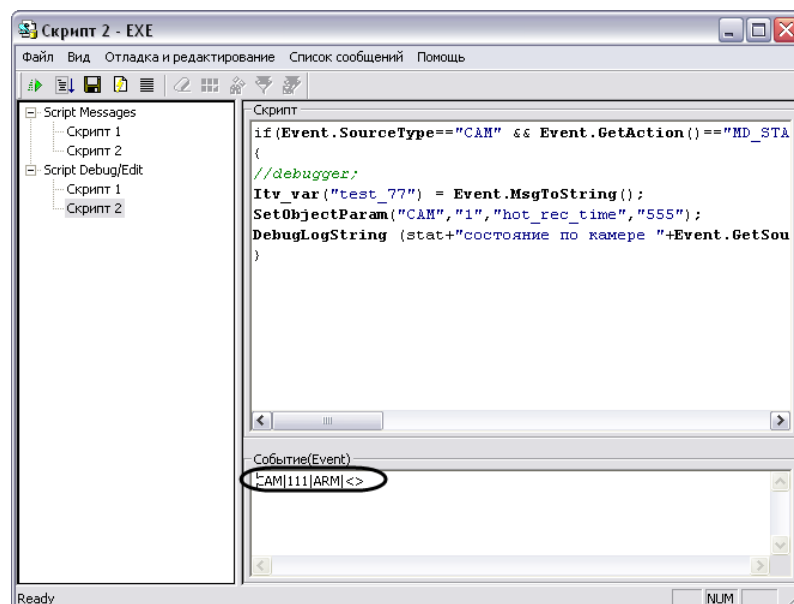 Скрипт 2 - EXE
Файл Вид Отладка и редактирование Список сообщений Помощь
Script Messages
Скрипт 1
Скрипт 2
Script Debug/Edit
Скрипт 1
Скрипт 2
Скрипт
if(Event.SourceType=="CAM" && Event.GetAction()=="MD_STA
{
//debugger;
Itv_var("test_77") = Event.MsgToString();
SetObjectParam("CAM","1","hot_rec_time","555");
DebugLogString (stat+"состояние по камере "+Event.GetSou
}
Событие(Event)
CAM|111|ARM|<>
Ready
NUM